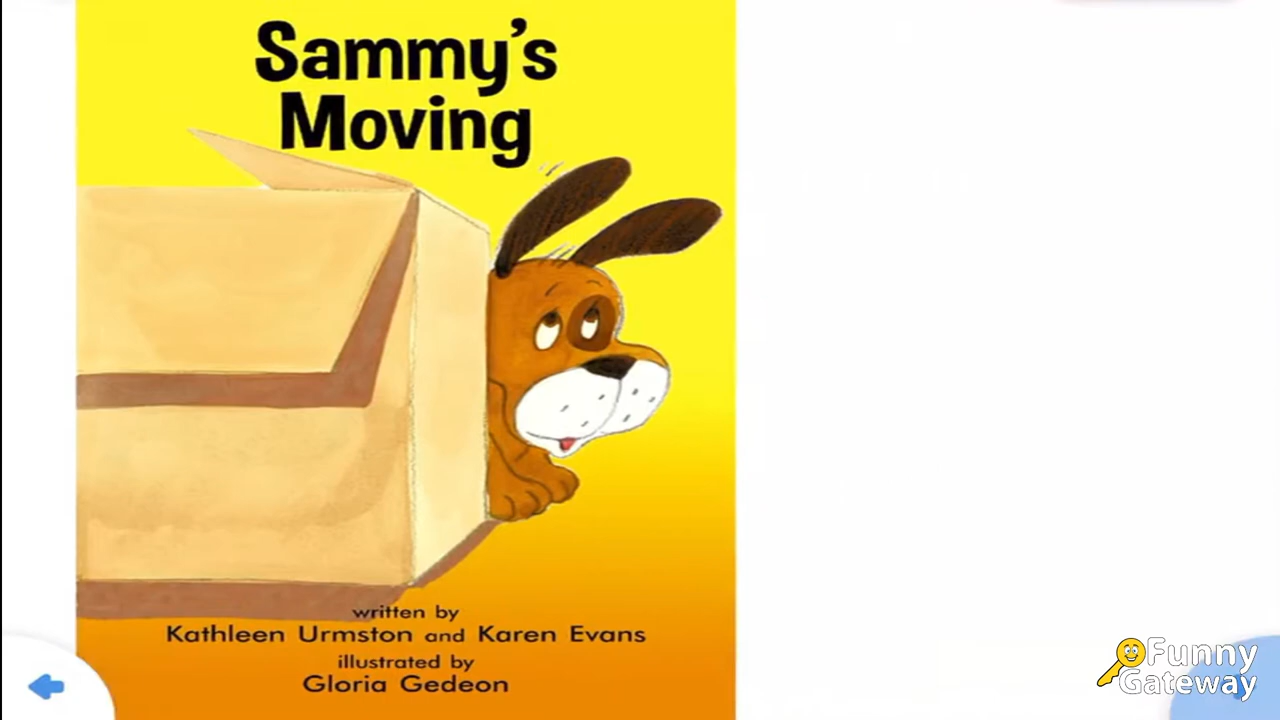 Sammy's
Moving
written by
Kathleen Urmston and Karen Evans
illustrated by
Gloria Gedeon
Funny
Gateway